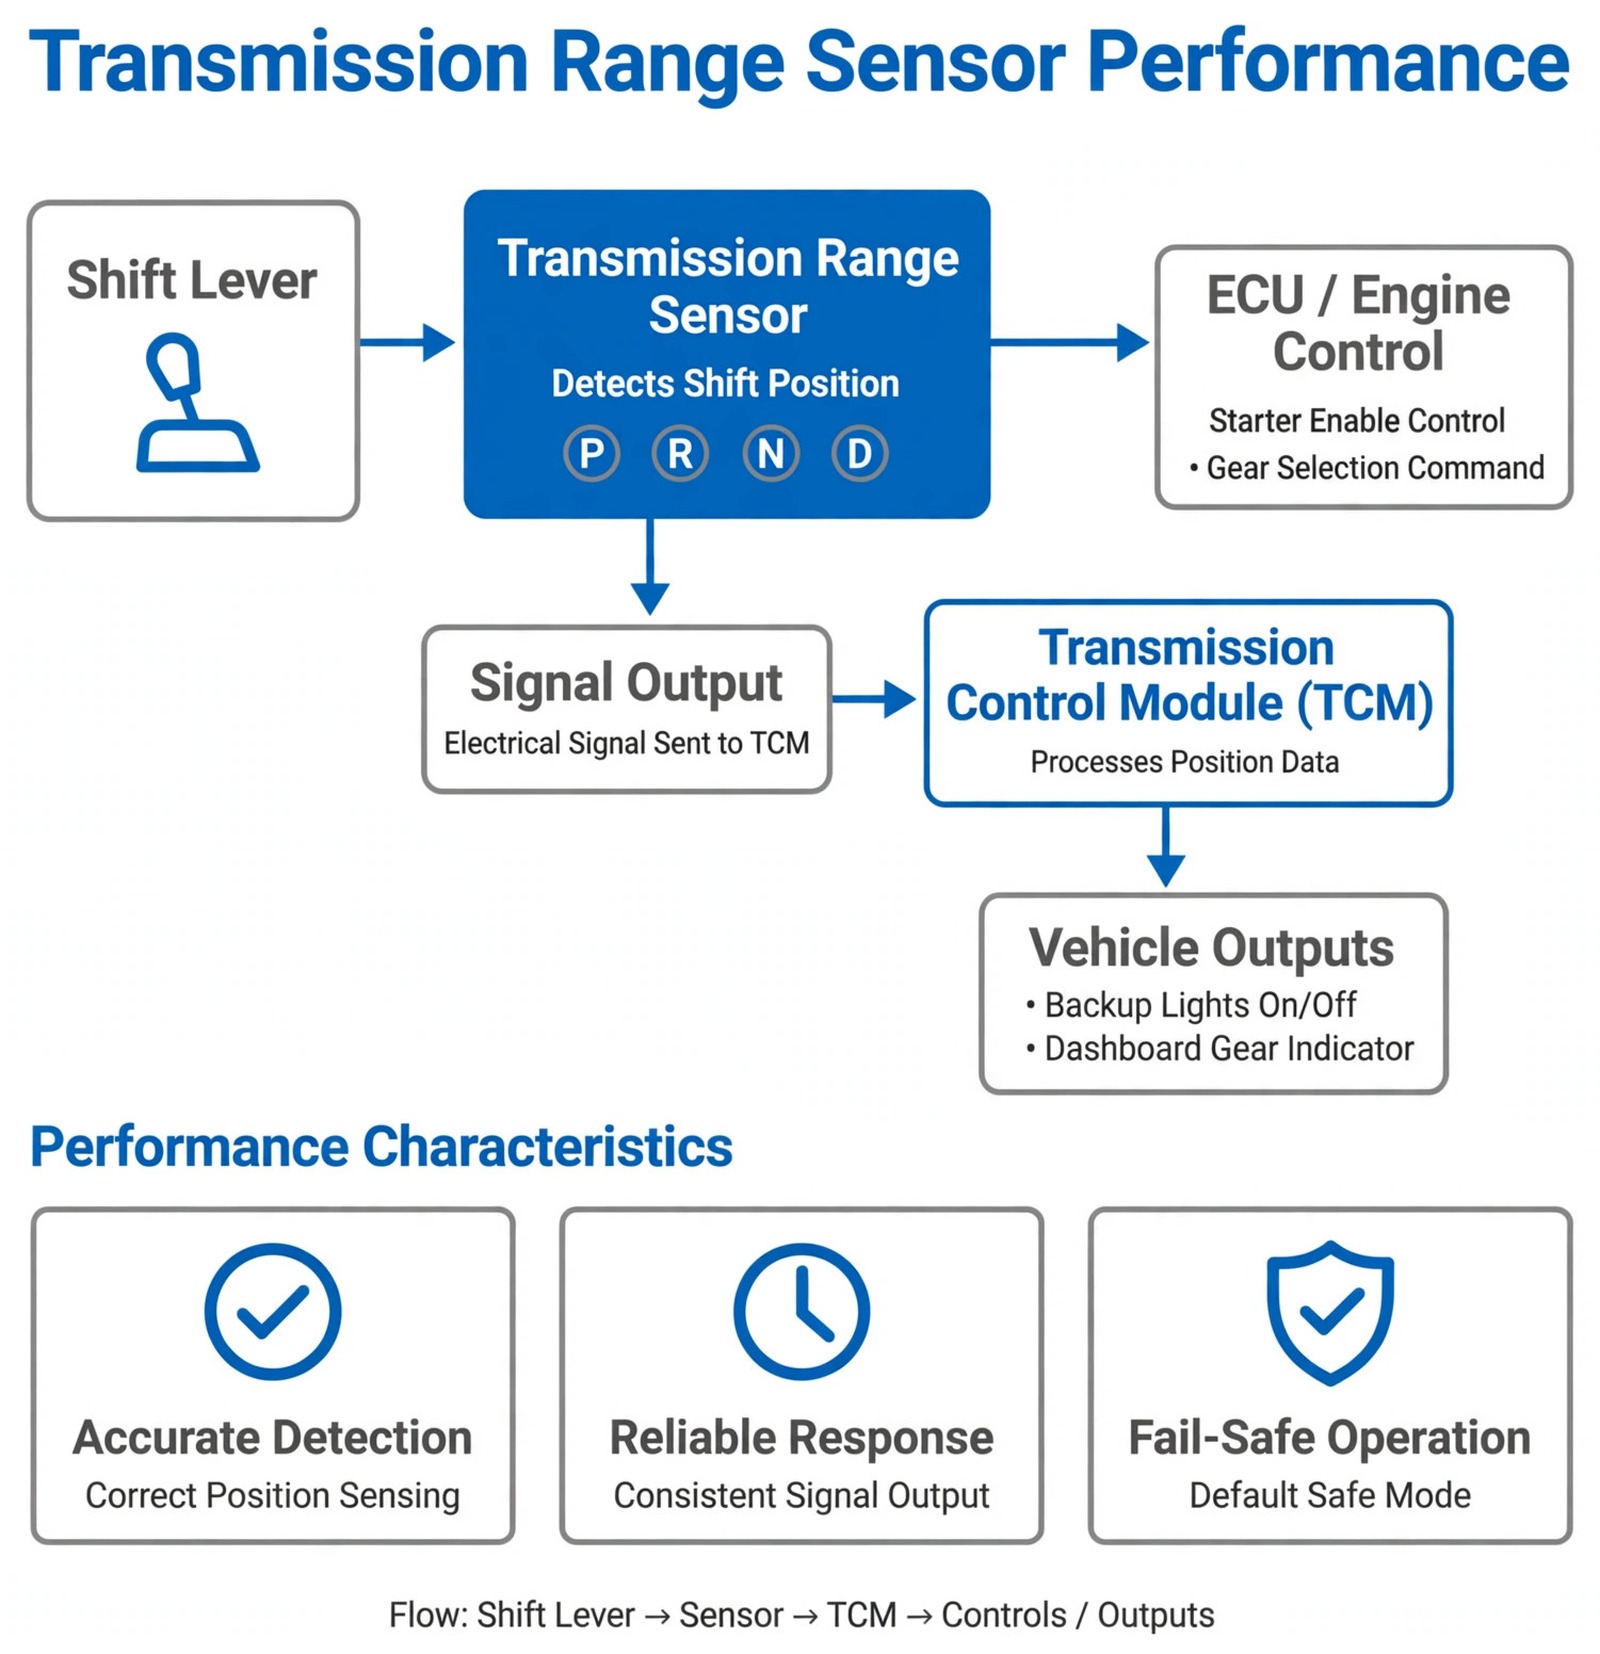 Transmission Range Sensor Performance
Shift Lever
Transmission Range
Sensor
Detects Shift Position
P R N D
ECU / Engine
Control
Starter Enable Control
• Gear Selection Command
Signal Output
Electrical Signal Sent to TCM
Transmission
Control Module (TCM)
Processes Position Data
Vehicle Outputs
• Backup Lights On/Off
• Dashboard Gear Indicator
Performance Characteristics
Accurate Detection
Correct Position Sensing
Reliable Response
Consistent Signal Output
Fail-Safe Operation
Default Safe Mode
Flow: Shift Lever → Sensor → TCM → Controls / Outputs